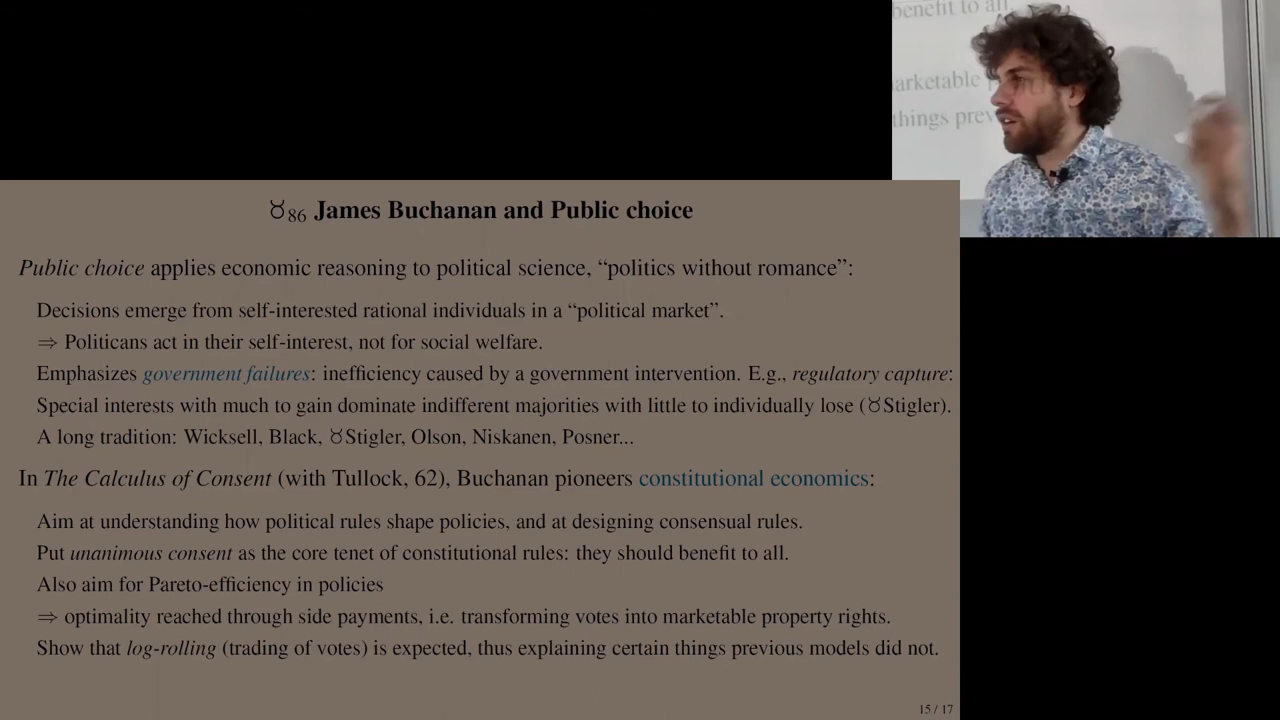 benefit to all.
arketable
things prev
♉86 James Buchanan and Public choice
Public choice applies economic reasoning to political science, “politics without romance”:
Decisions emerge from self-interested rational individuals in a “political market”.
⇒ Politicians act in their self-interest, not for social welfare.
Emphasizes government failures: inefficiency caused by a government intervention. E.g., regulatory capture:
Special interests with much to gain dominate indifferent majorities with little to individually lose (♉Stigler).
A long tradition: Wicksell, Black, ♉Stigler, Olson, Niskanen, Posner...
In The Calculus of Consent (with Tullock, 62), Buchanan pioneers constitutional economics:
Aim at understanding how political rules shape policies, and at designing consensual rules.
Put unanimous consent as the core tenet of constitutional rules: they should benefit to all.
Also aim for Pareto-efficiency in policies
⇒ optimality reached through side payments, i.e. transforming votes into marketable property rights.
Show that log-rolling (trading of votes) is expected, thus explaining certain things previous models did not.
15 / 17